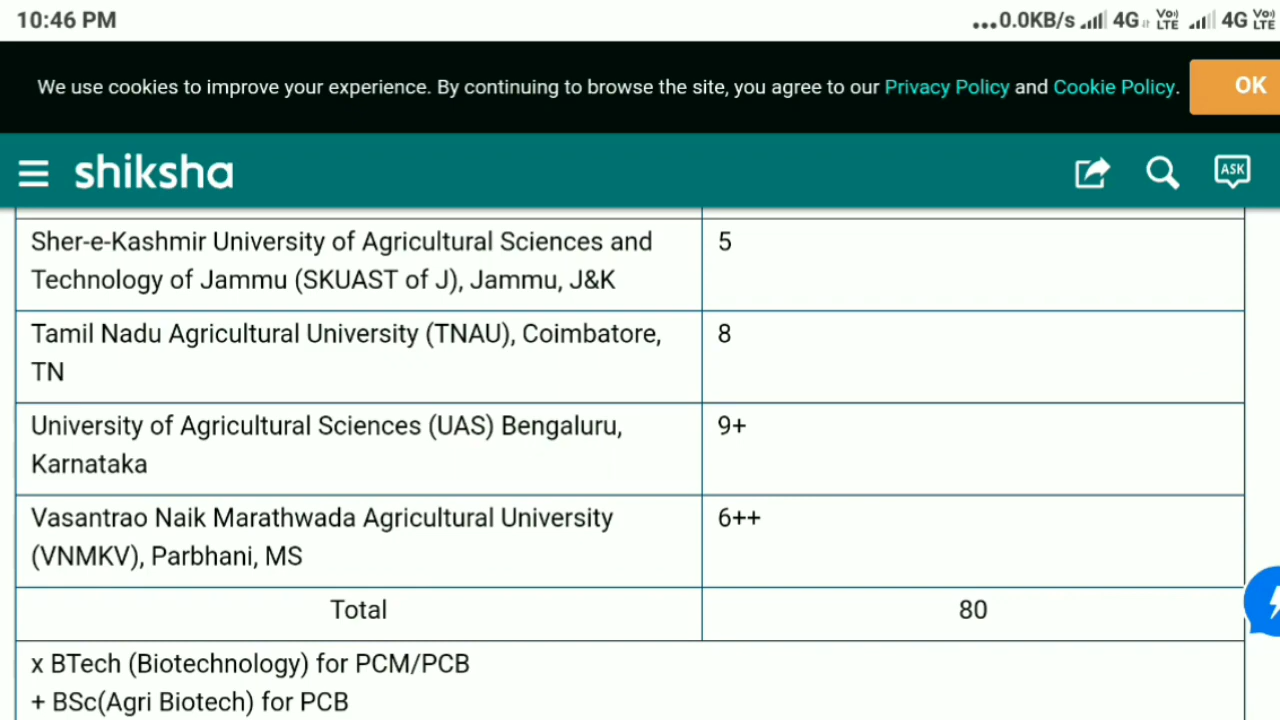 10:46 PM
...0.0KB/s 4G Vo) LTE 4G Vo) LTE
We use cookies to improve your experience. By continuing to browse the site, you agree to our Privacy Policy and Cookie Policy. OK
shiksha ASK
Sher-e-Kashmir University of Agricultural Sciences and 5
Technology of Jammu (SKUAST of J), Jammu, J&K
Tamil Nadu Agricultural University (TNAU), Coimbatore, 8
TN
University of Agricultural Sciences (UAS) Bengaluru, 9+
Karnataka
Vasantrao Naik Marathwada Agricultural University 6++
(VNMKV), Parbhani, MS
Total 80
x BTech (Biotechnology) for PCM/PCB
+ BSc(Agri Biotech) for PCB